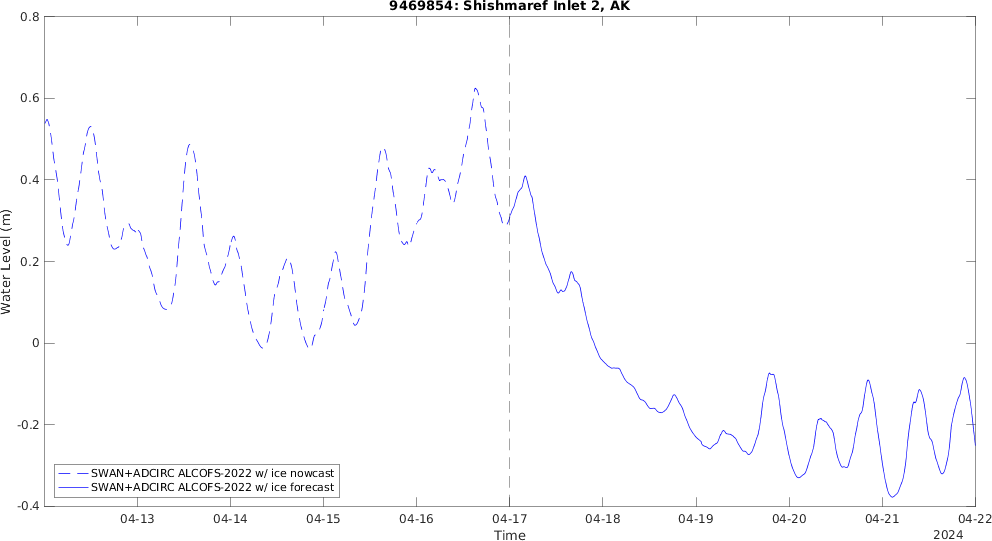 9469854: Shishmaref Inlet 2, AK
0.8
0.6
0.4
0.2
0
-0.2
-0.4
Water Level (m)
SWAN+ADCIRC ALCOFS-2022 w/ ice nowcast
SWAN+ADCIRC ALCOFS-2022 w/ ice forecast
04-13 04-14 04-15 04-16 04-17 04-18 04-19 04-20 04-21 04-22
Time
2024